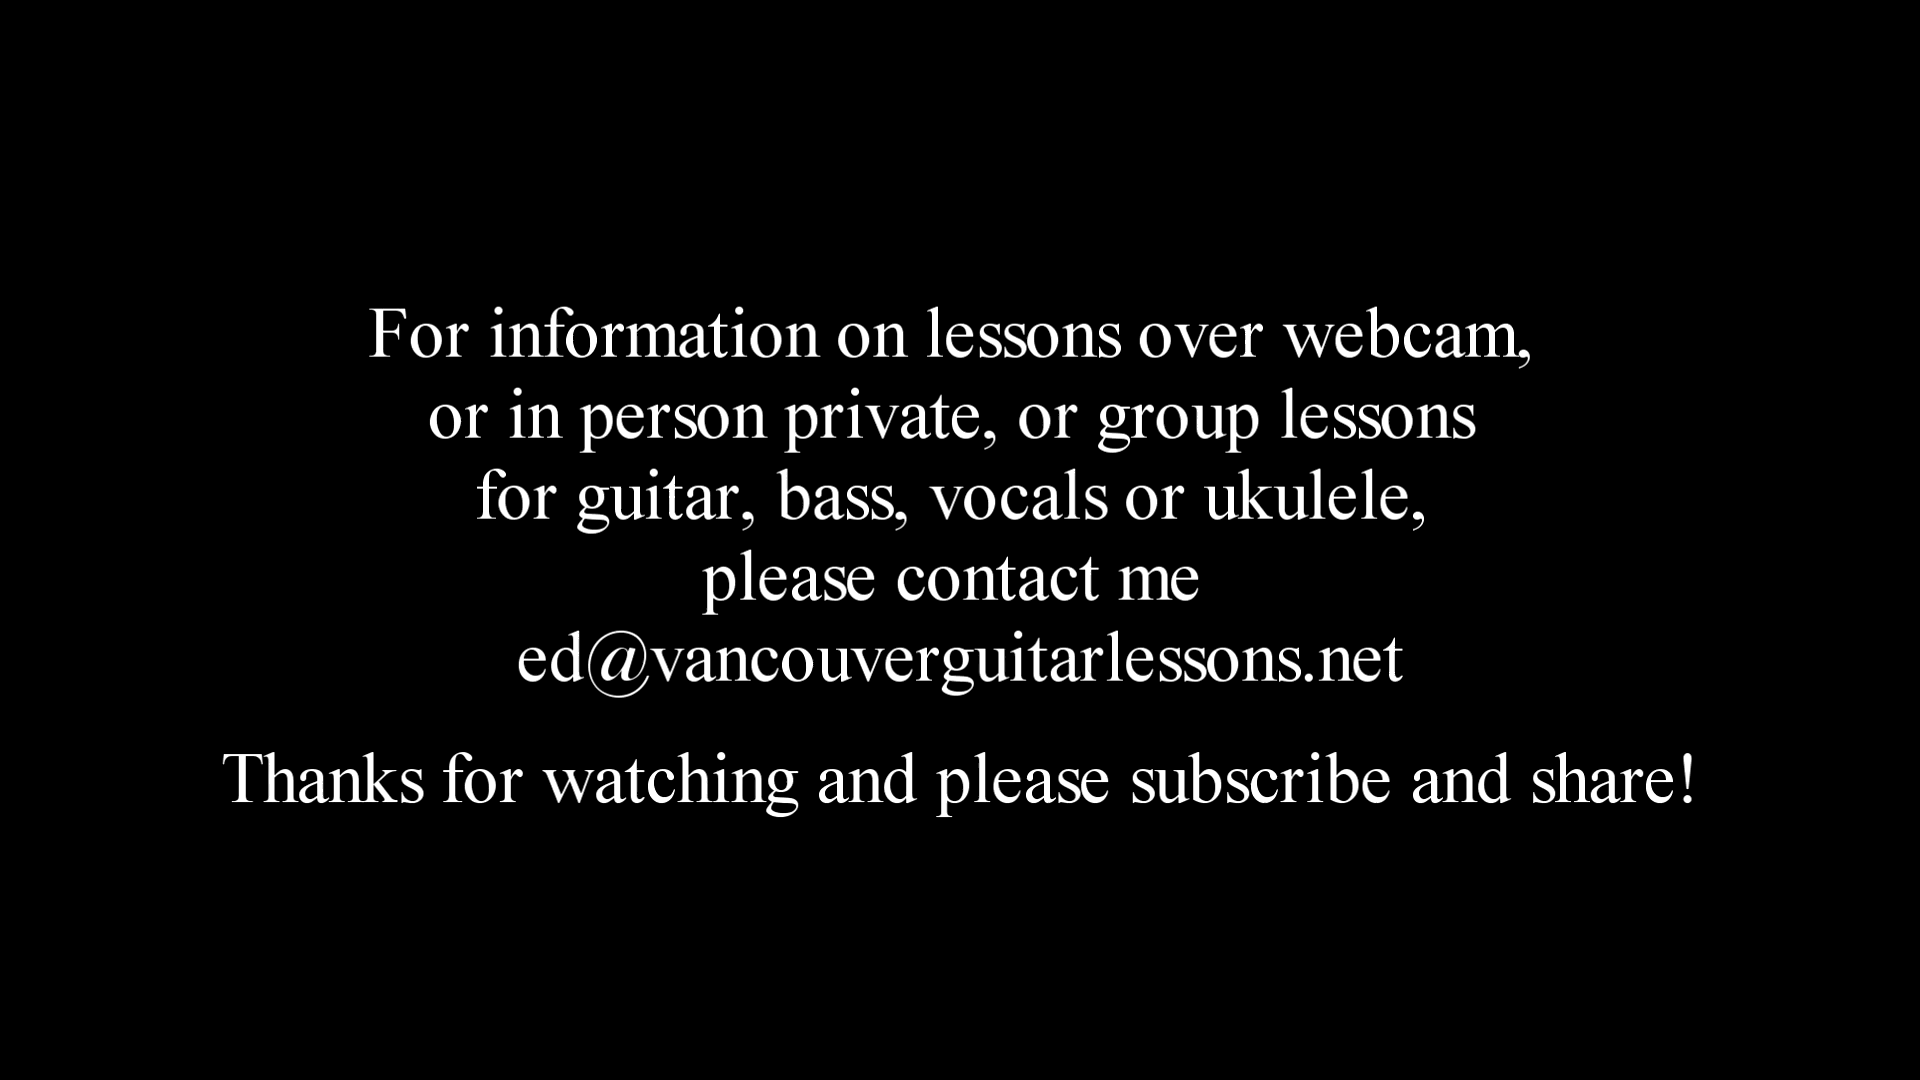 For information on lessons over webcam,
or in person private, or group lessons
for guitar, bass, vocals or ukulele,
please contact me
ed@vancouverguitarlessons.net
Thanks for watching and please subscribe and share!